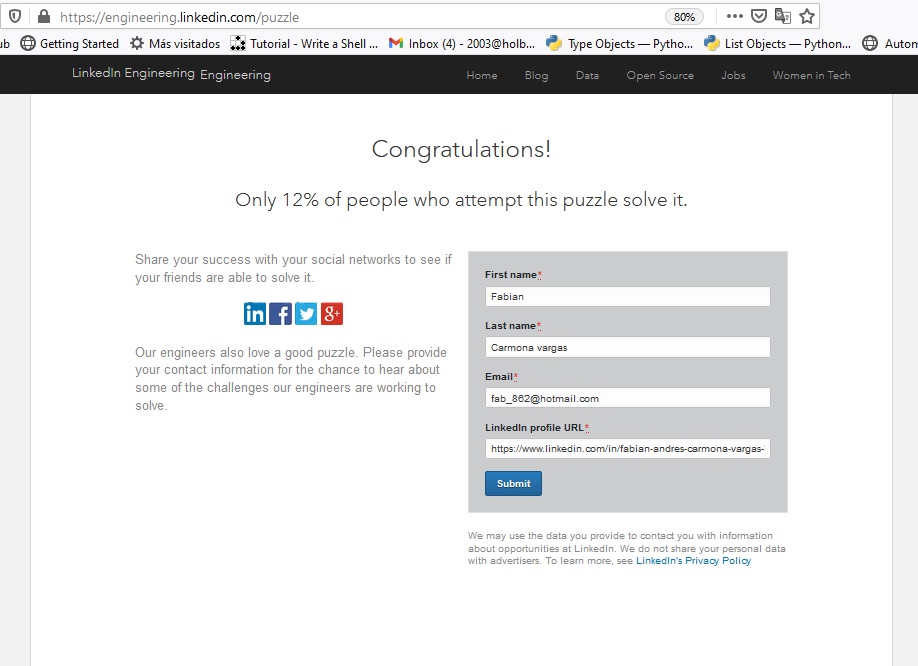 https://engineering.linkedin.com/puzzle
80%
ub Getting Started Más visitados Tutorial - Write a Shell ... Inbox (4) - 2003@holb... Type Objects — Pytho... List Objects — Python... Autom
LinkedIn Engineering Engineering Home Blog Data Open Source Jobs Women in Tech
Congratulations!
Only 12% of people who attempt this puzzle solve it.
Share your success with your social networks to see if
your friends are able to solve it.
in f g+
Our engineers also love a good puzzle. Please provide
your contact information for the chance to hear about
some of the challenges our engineers are working to
solve.
First name*
Fabian
Last name*
Carmona vargas
Email*
fab_862@hotmail.com
LinkedIn profile URL*
https://www.linkedin.com/in/fabian-andres-carmona-vargas-
Submit
We may use the data you provide to contact you with information
about opportunities at LinkedIn. We do not share your personal data
with advertisers. To learn more, see LinkedIn's Privacy Policy